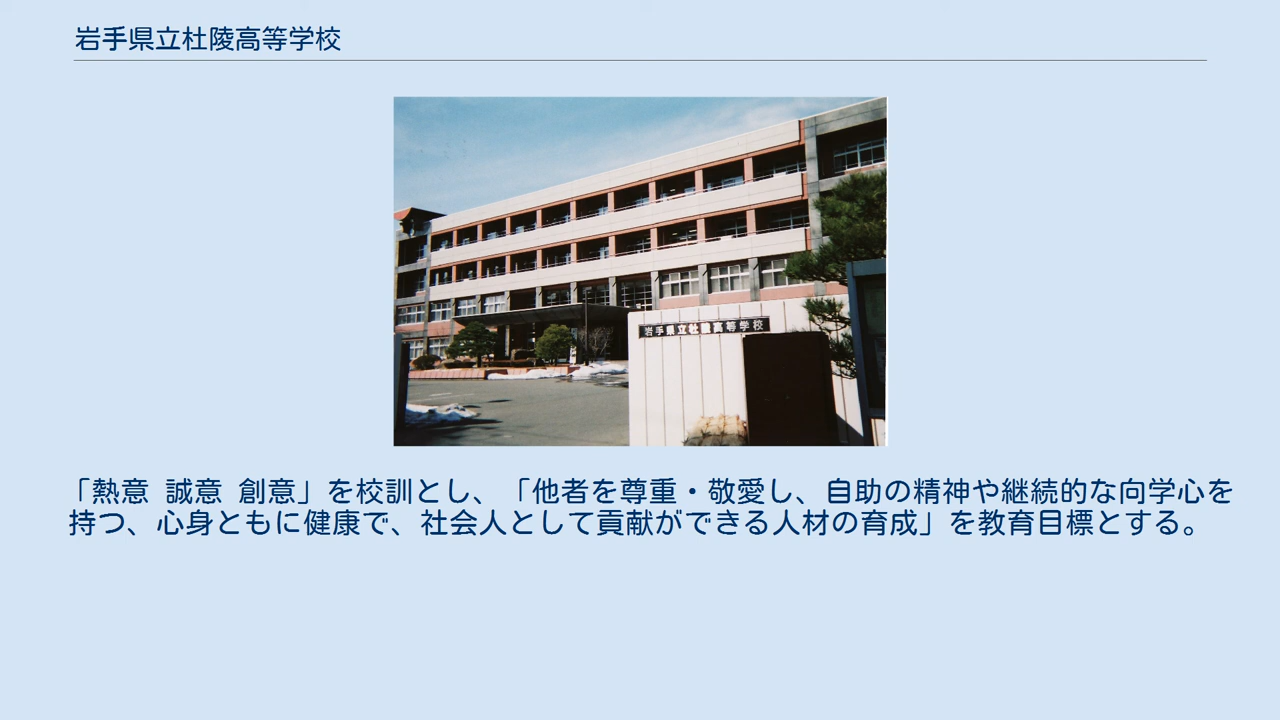 岩手県立杜陵高等学校
岩手県立杜陵高等学校
「熱意 誠意 創意」を校訓とし、「他者を尊重・敬愛し、自助の精神や継続的な向学心を
持つ、心身ともに健康で、社会人として貢献ができる人材の育成」を教育目標とする。